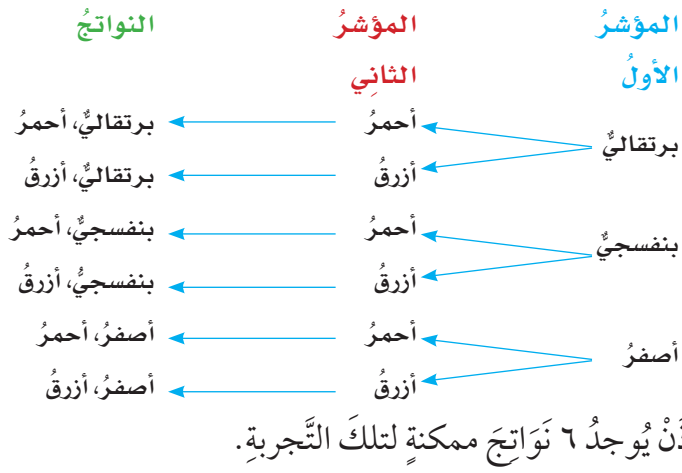 المؤشرُ المؤشرُ النواتجُ
الأولُ الثانِي
برتقاليٌّ أحمرُ برتقاليٌّ، أحمرُ
أزرقُ برتقاليٌّ، أزرقُ
بنفسجيٌّ أحمرُ بنفسجيٌّ، أحمرُ
أزرقُ بنفسجيُّ، أزرقُ
أصفرُ أحمرُ أصفرُ، أحمرُ
أزرقُ أصفرُ، أزرقُ
يُوجدُ ٦ نَوَاتِجَ ممكنةٍ لتلكَ التَّجربةِ.